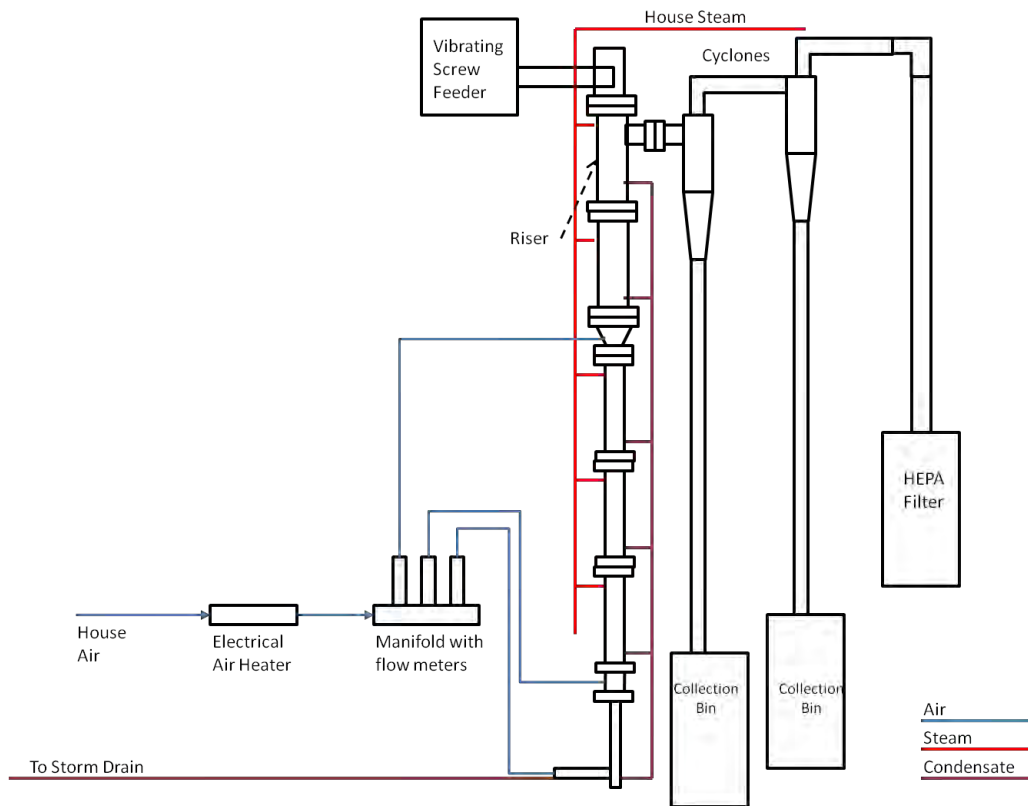 House Steam
Vibrating
Screw
Feeder
Cyclones
Riser
HEPA
Filter
House
Air
Electrical
Air Heater
Manifold with
flow meters
Collection
Bin
Collection
Bin
Air
Steam
Condensate
To Storm Drain